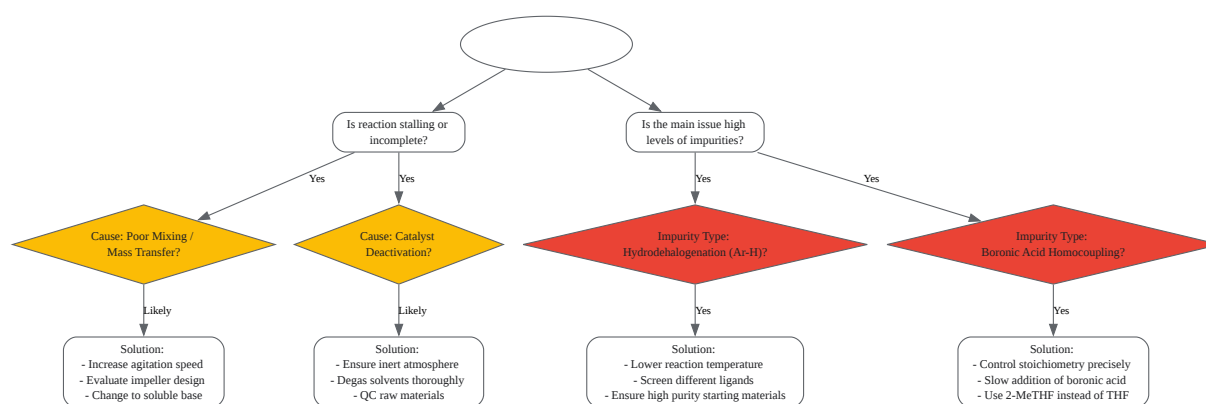 Is reaction stalling or
incomplete?
Is the main issue high
levels of impurities?
Yes
Yes
Yes
Yes
Cause: Poor Mixing /
Mass Transfer?
Cause: Catalyst
Deactivation?
Impurity Type:
Hydrodehalogenation (Ar-H)?
Impurity Type:
Boronic Acid Homocoupling?
Likely
Likely
Yes
Yes
Solution:
- Increase agitation speed
- Evaluate impeller design
- Change to soluble base
Solution:
- Ensure inert atmosphere
- Degas solvents thoroughly
- QC raw materials
Solution:
- Lower reaction temperature
- Screen different ligands
- Ensure high purity starting materials
Solution:
- Control stoichiometry precisely
- Slow addition of boronic acid
- Use 2-MeTHF instead of THF